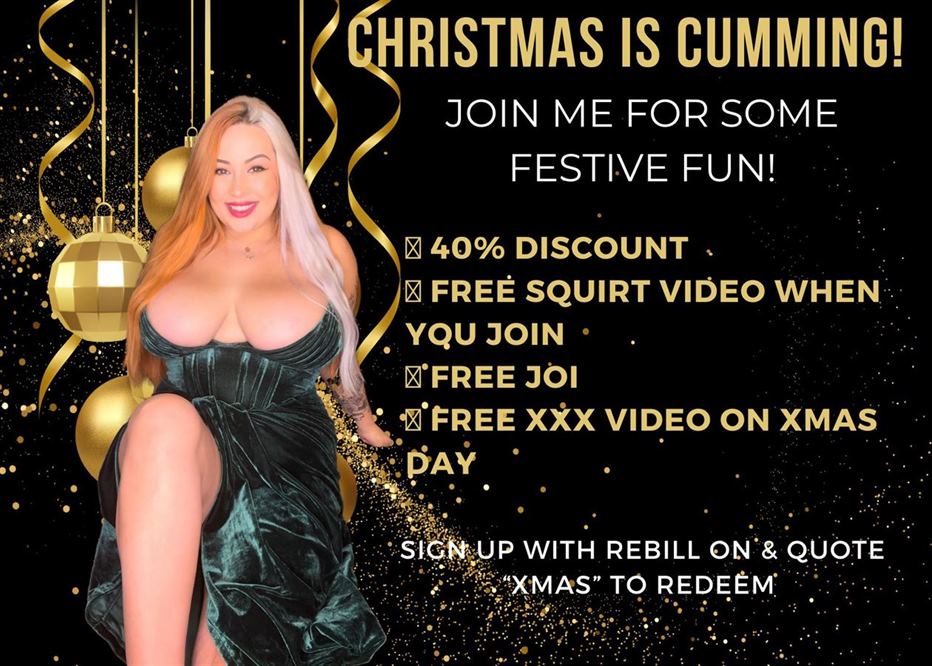 CHRISTMAS IS CUMMING!
JOIN ME FOR SOME
FESTIVE FUN!
40% DISCOUNT
FREE SQUIRT VIDEO WHEN
YOU JOIN
FREE JOI
FREE XXX VIDEO ON XMAS
DAY
SIGN UP WITH REBILL ON & QUOTE
“XMAS” TO REDEEM